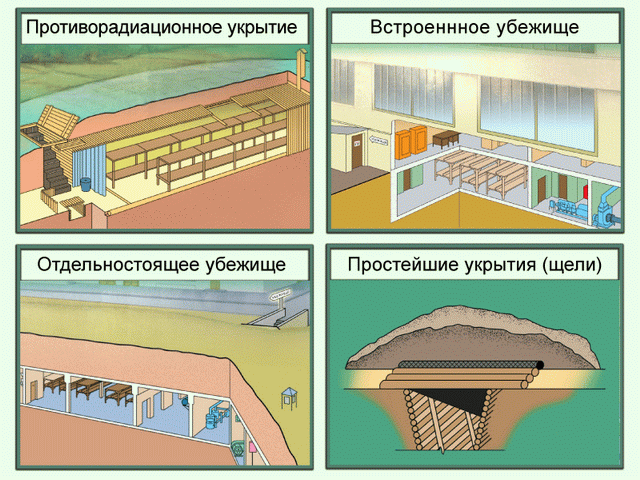 Противорадиационное укрытие
Встроеннное убежище
Отдельностоящее убежище
Простейшие укрытия (щели)